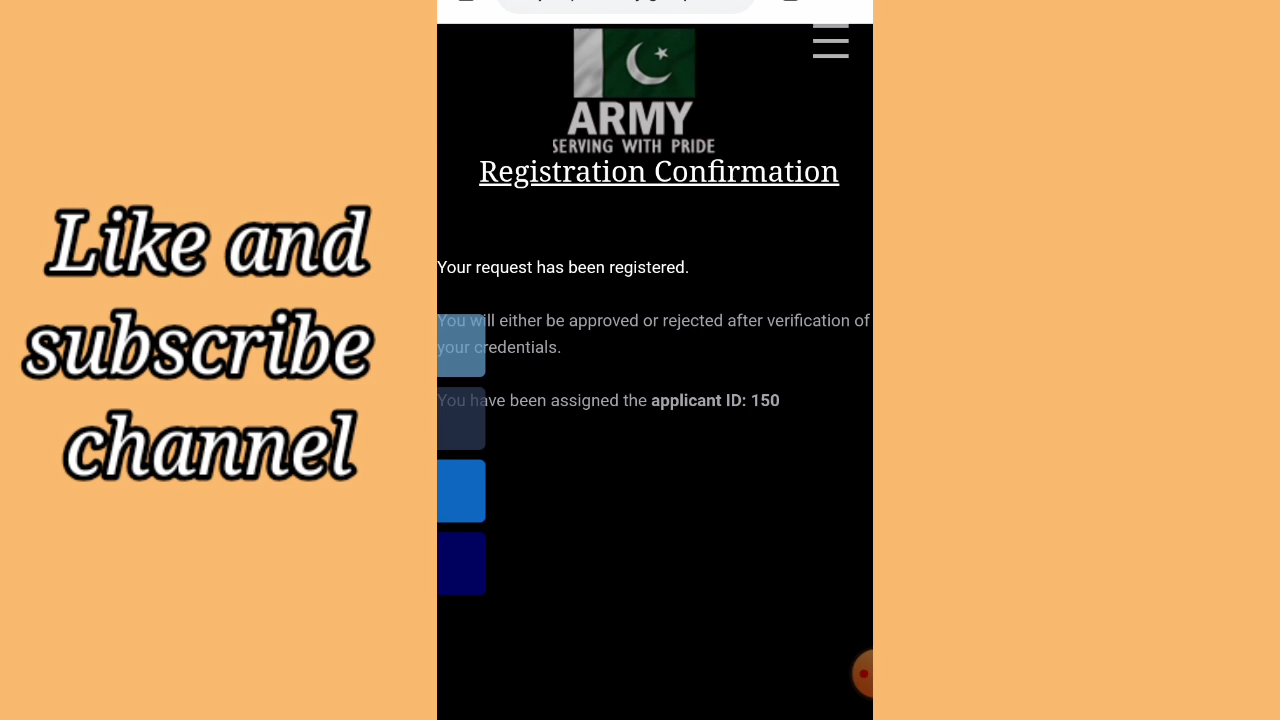 Like and
subscribe
channel
ARMY
SERVING WITH PRIDE
Registration Confirmation
Your request has been registered.
You will either be approved or rejected after verification of
your credentials.
You have been assigned the applicant ID: 150